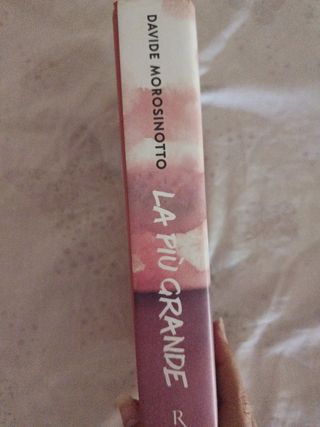 DAVIDE MOROSINOTTO
LA PIÙ GRANDE
R